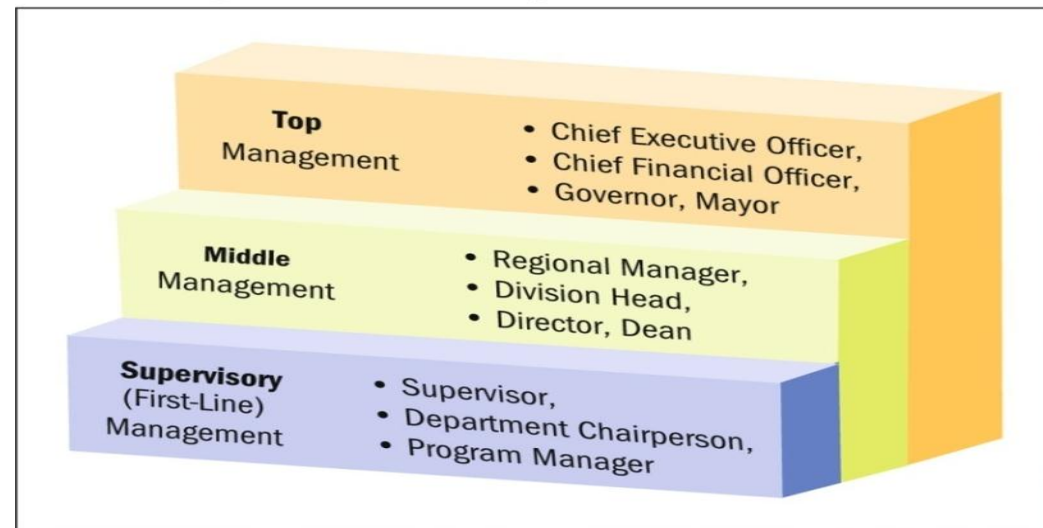 Top
Management
• Chief Executive Officer,
• Chief Financial Officer,
• Governor, Mayor
Middle
Management
• Regional Manager,
• Division Head,
• Director, Dean
Supervisory
(First-Line)
Management
• Supervisor,
• Department Chairperson,
• Program Manager